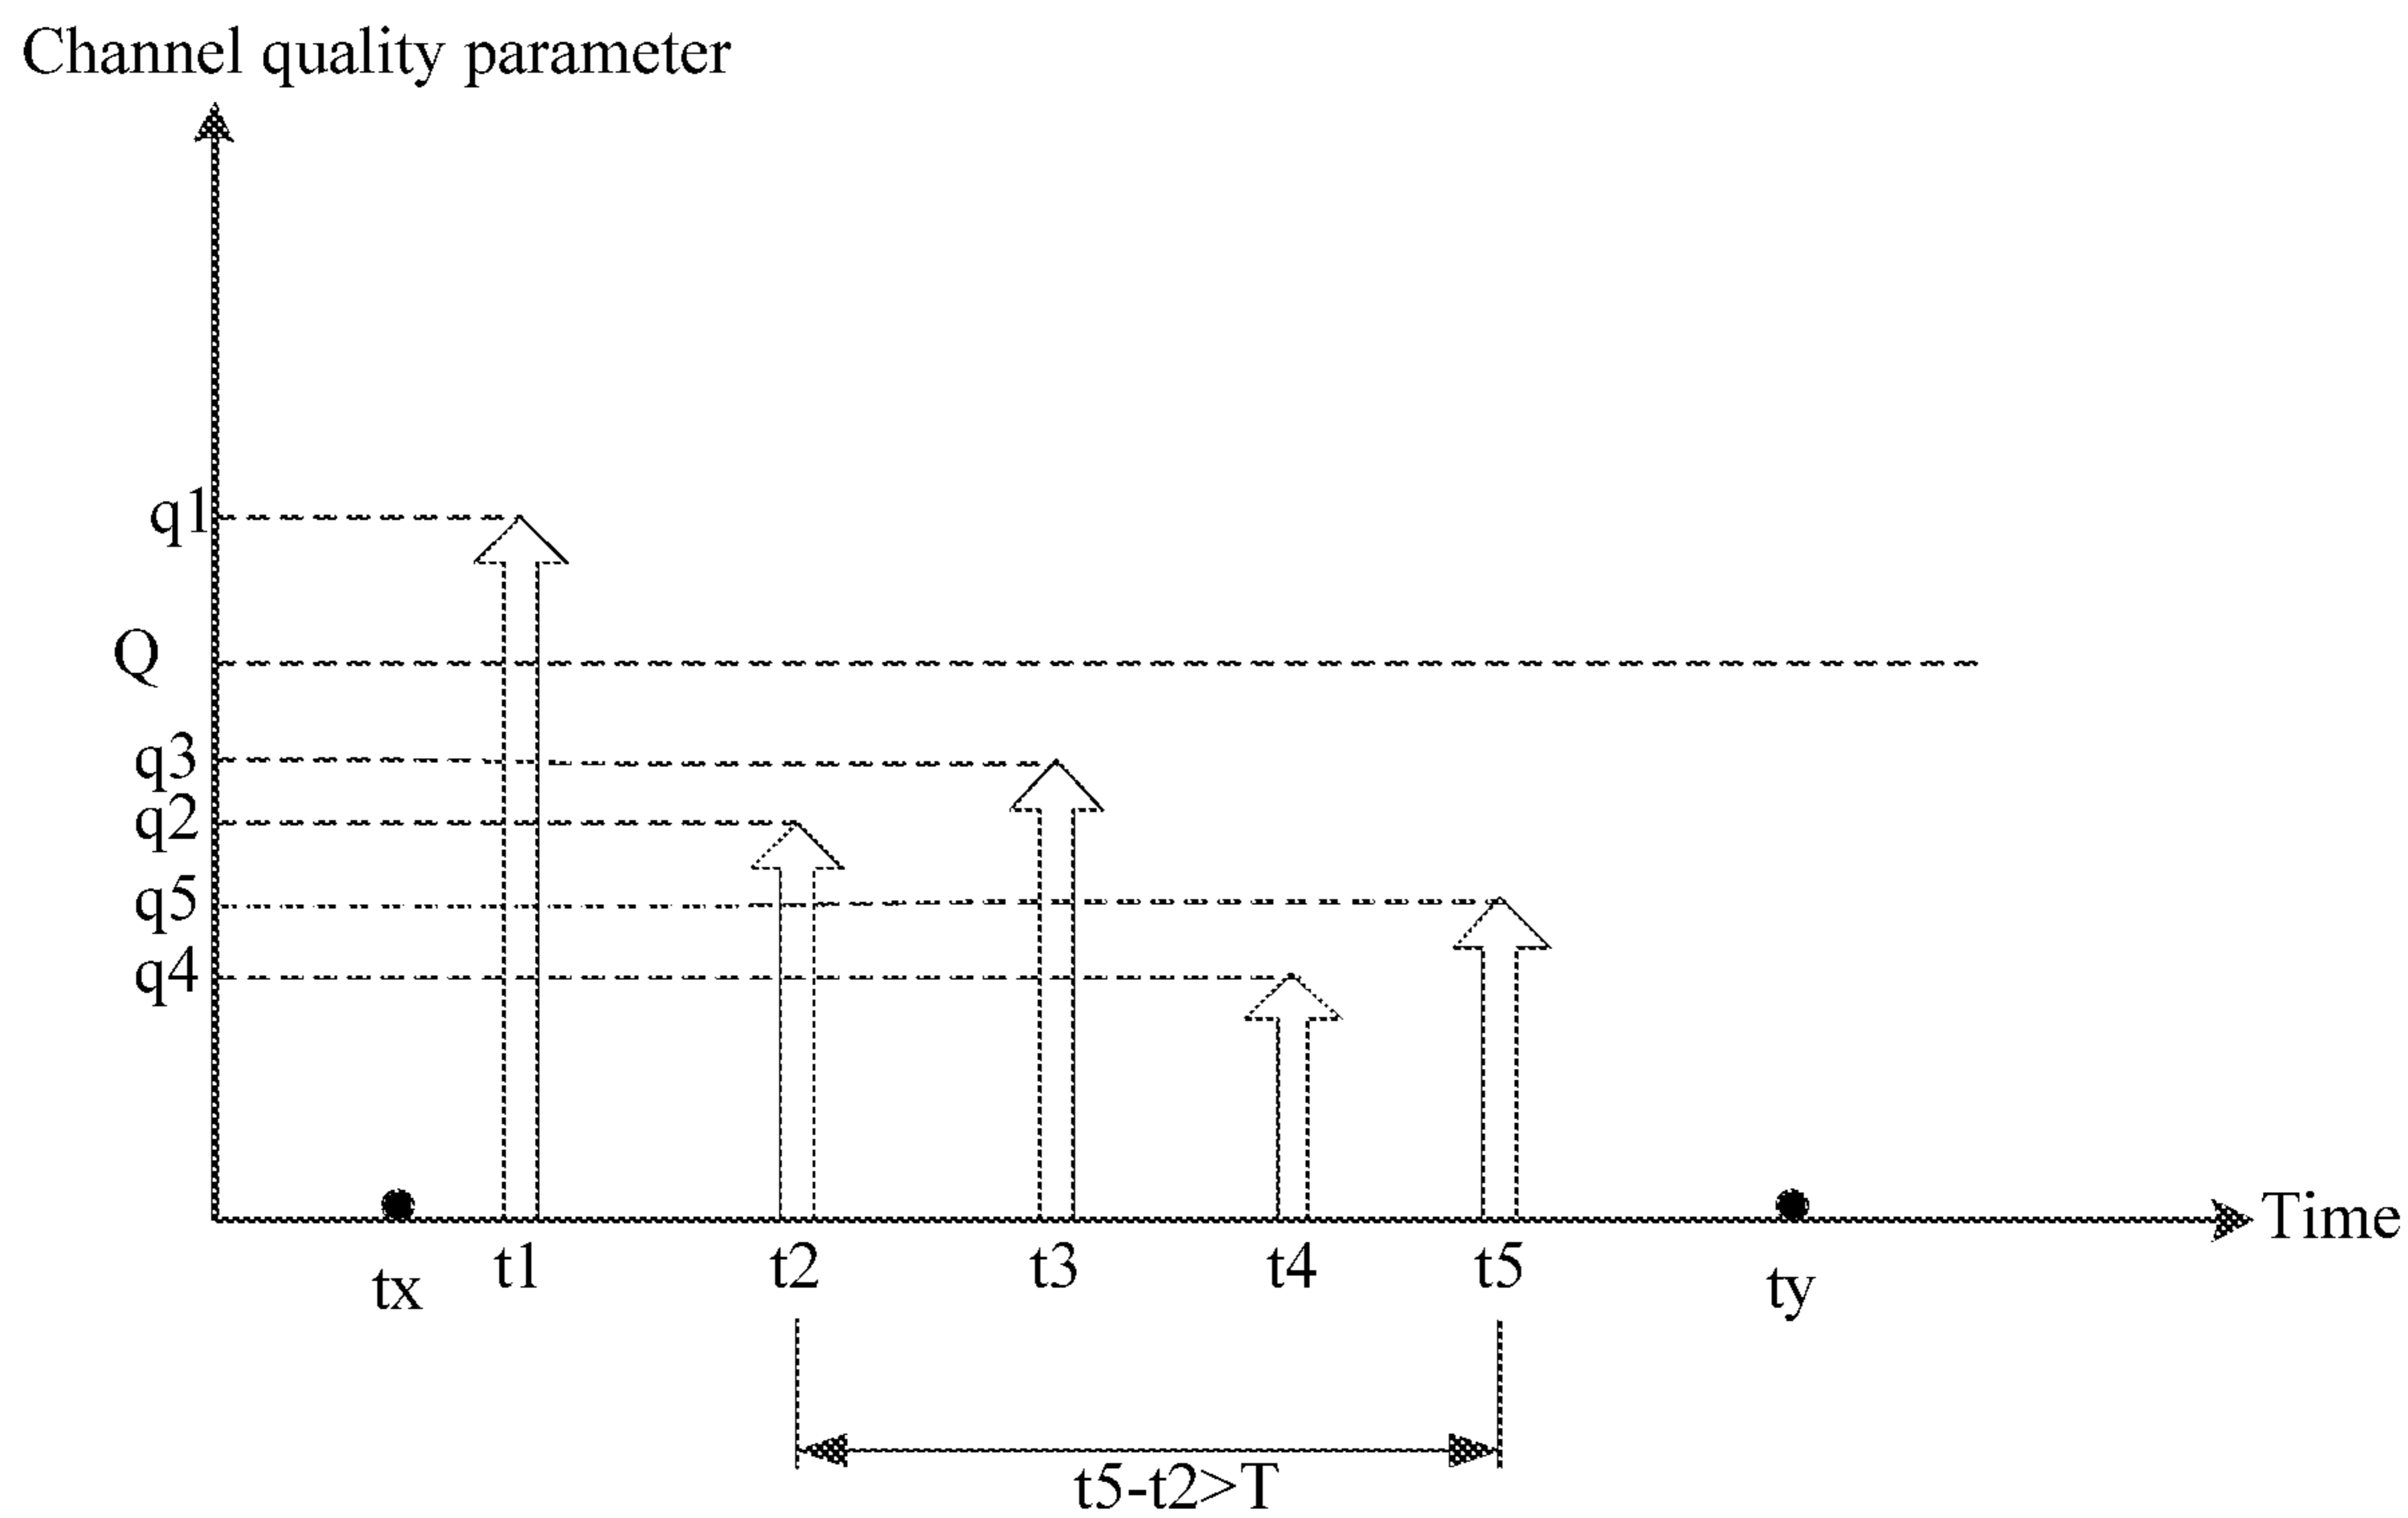 Channel quality parameter
q1
Q
q3
q2
q5
q4
Time
tx
t1
t2
t3
t4
t5
ty
t5-t2>T